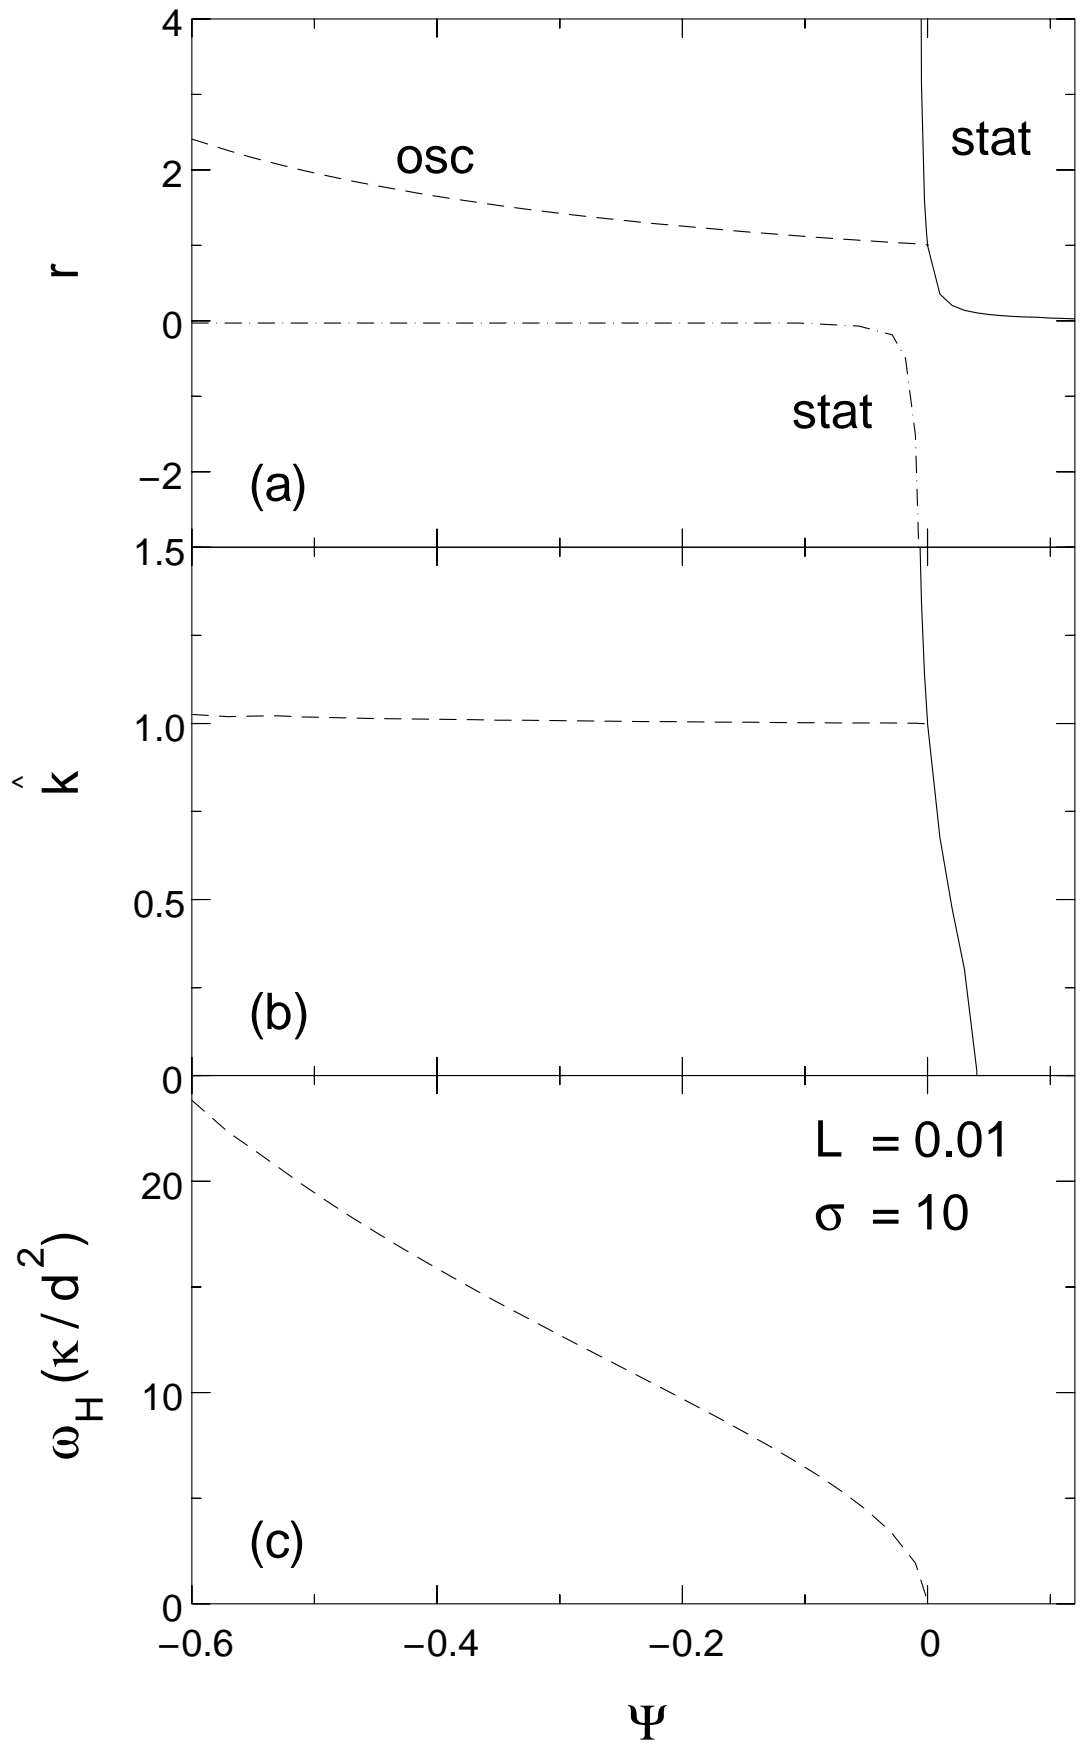 4
2
0
−2
r
osc
stat
stat
(a)
1.5
1.0
0.5
0
k̂
(b)
L = 0.01
σ = 10
20
10
0
ω_H (κ / d²)
(c)
−0.6 −0.4 −0.2 0
Ψ